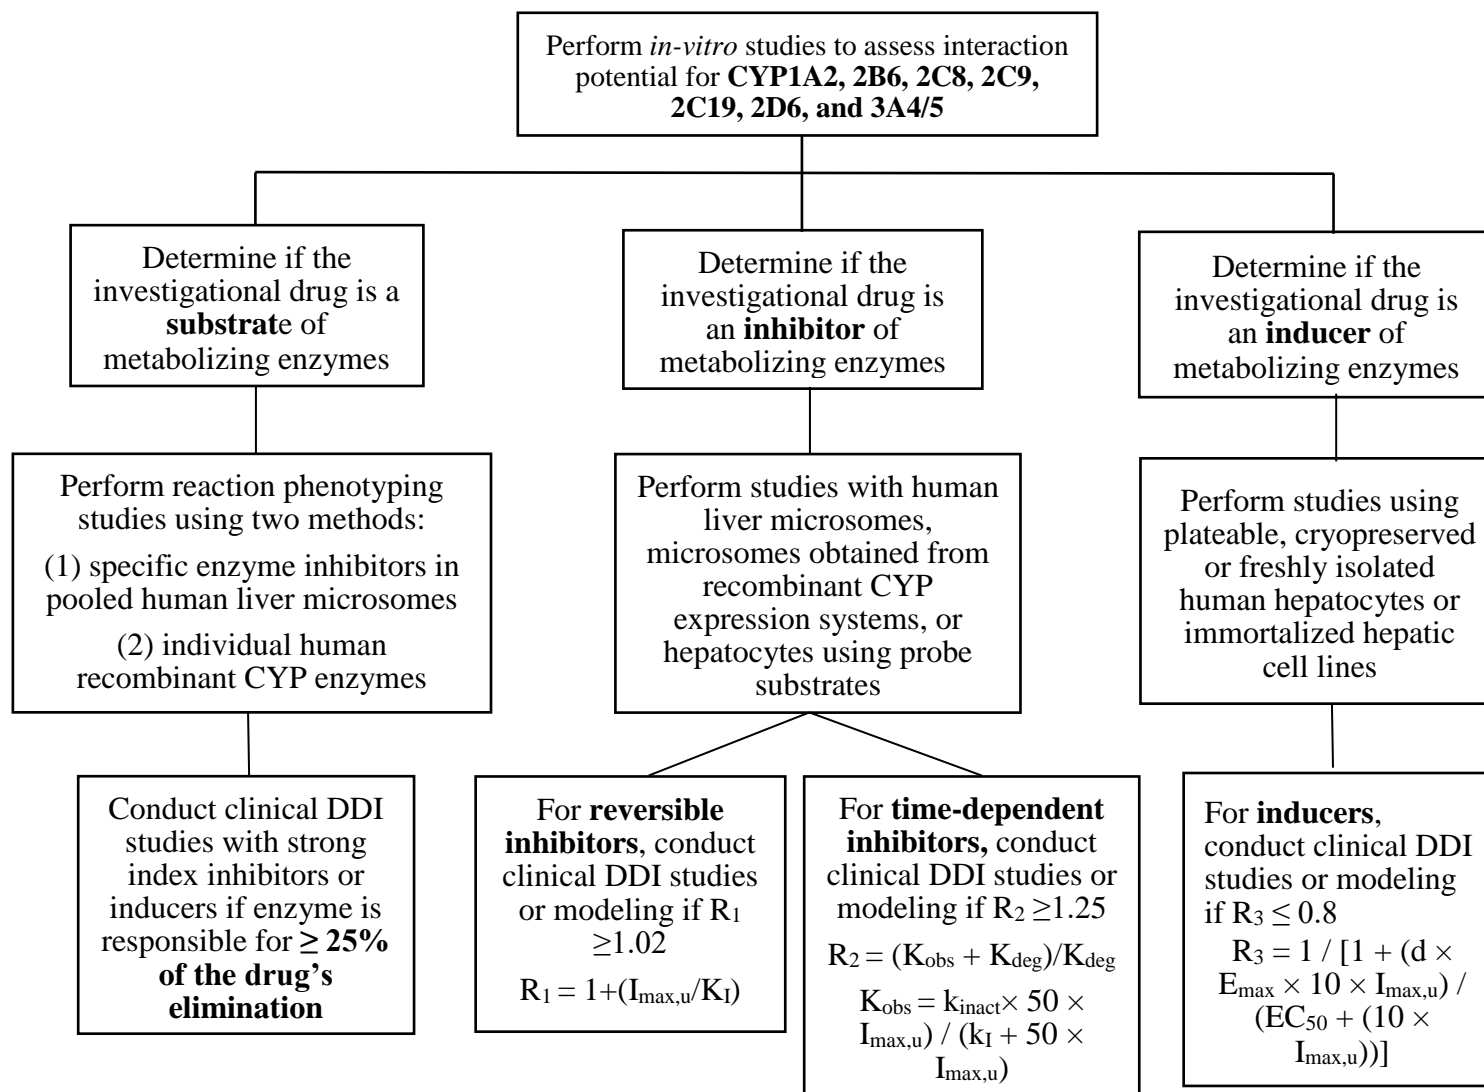 Perform in-vitro studies to assess interaction
potential for CYP1A2, 2B6, 2C8, 2C9,
2C19, 2D6, and 3A4/5
Determine if the
investigational drug is a
substrate of
metabolizing enzymes
Determine if the
investigational drug is
an inhibitor of
metabolizing enzymes
Determine if the
investigational drug is
an inducer of
metabolizing enzymes
Perform reaction phenotyping
studies using two methods:
(1) specific enzyme inhibitors in
pooled human liver microsomes
(2) individual human
recombinant CYP enzymes
Perform studies with human
liver microsomes,
microsomes obtained from
recombinant CYP
expression systems, or
hepatocytes using probe
substrates
Perform studies using
plateable, cryopreserved
or freshly isolated
human hepatocytes or
immortalized hepatic
cell lines
Conduct clinical DDI
studies with strong
index inhibitors or
inducers if enzyme is
responsible for ≥ 25%
of the drug's
elimination
For reversible
inhibitors, conduct
clinical DDI studies
or modeling if R1
≥1.02
R1 = 1+(Imax,u/KI)
For time-dependent
inhibitors, conduct
clinical DDI studies or
modeling if R2 ≥1.25
R2 = (Kobs + Kdeg)/Kdeg
Kobs = kinact× 50 ×
Imax,u) / (kI + 50 ×
Imax,u)
For inducers,
conduct clinical DDI
studies or modeling
if R3 ≤ 0.8
R3 = 1 / [1 + (d ×
Emax × 10 × Imax,u) /
(EC50 + (10 ×
Imax,u))]